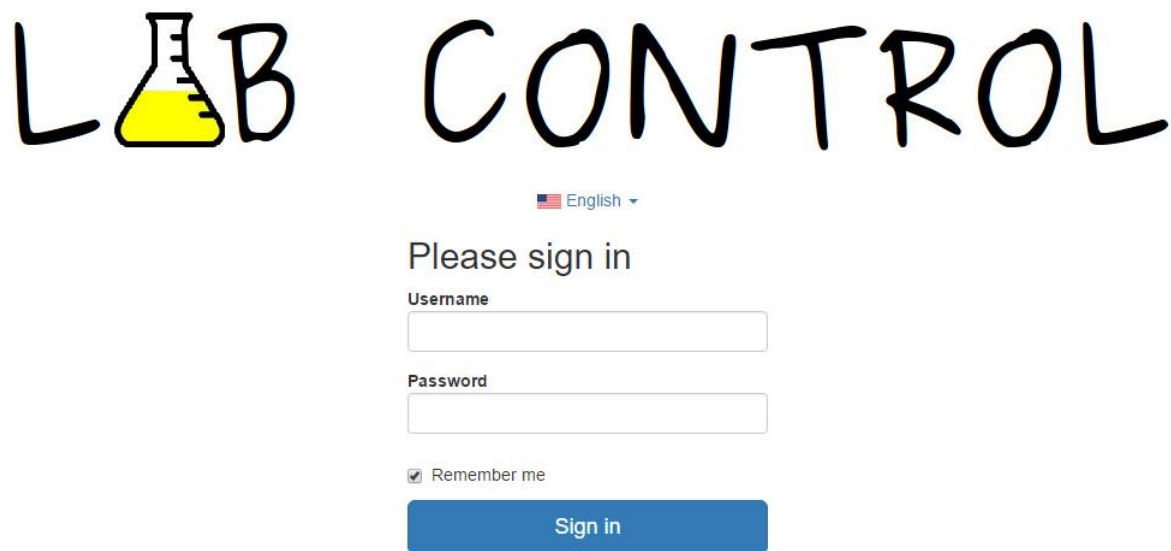 LAB CONTROL
English
Please sign in
Username
Password
Remember me
Sign in